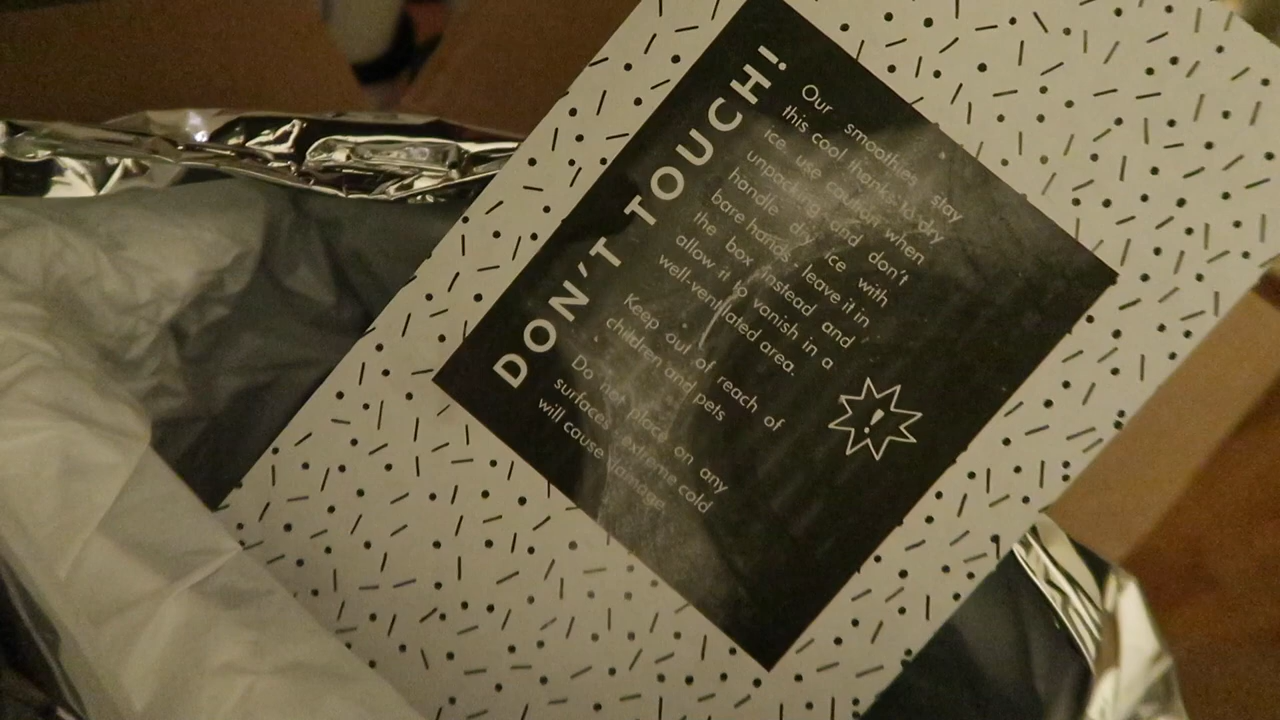 DON'T TOUCH!
Our smoothies stay
this cool thanks to dry
ice, use caution when
unpacking and don't
handle dry ice with
bare hands, leave it in
the box instead and
allow it to vanish in a
well-ventilated area.
Keep out of reach of
children and pets
Do not place on any
surfaces, extreme cold
will cause damage.
!